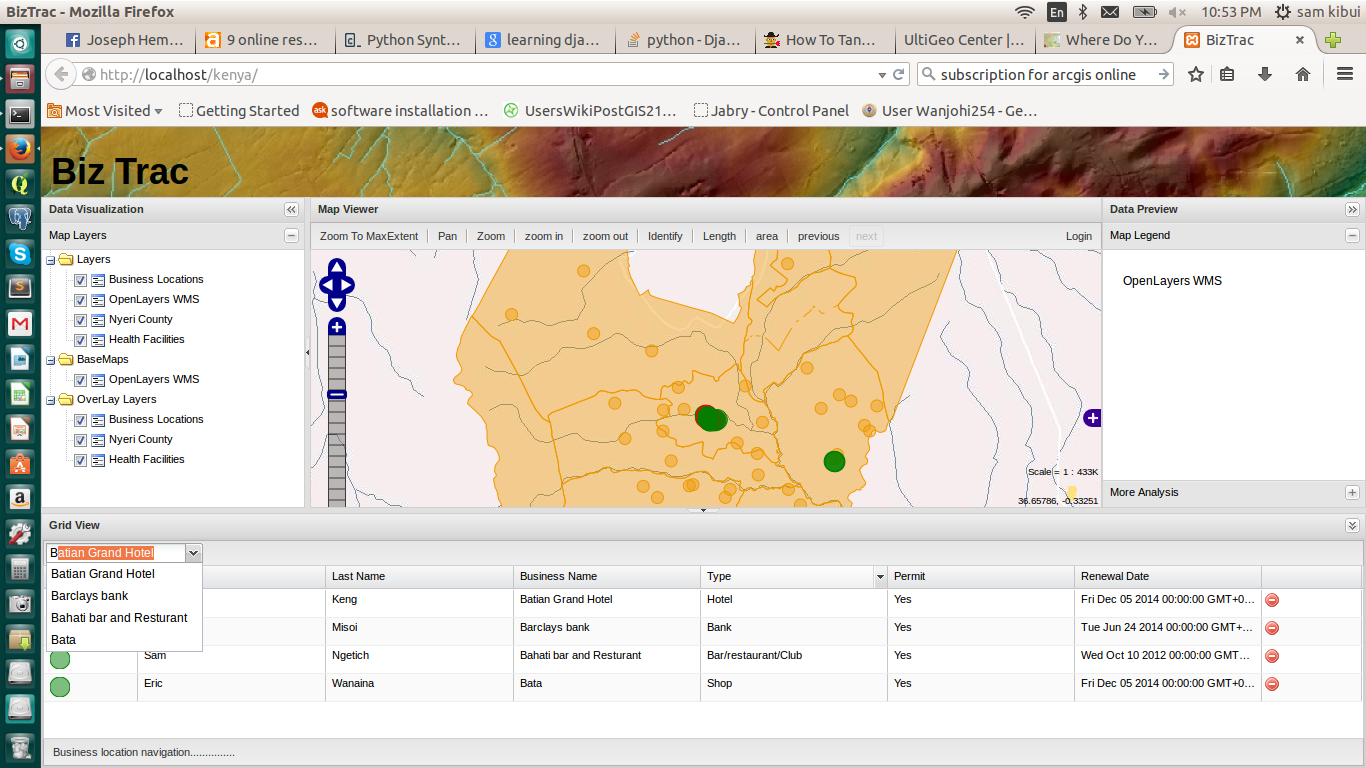 BizTrac - Mozilla Firefox
En
10:53 PM
sam kibui
Joseph Hem...
9 online res...
Python Synt...
learning dja...
python - Dja...
How To Tan...
UltiGeo Center |...
Where Do Y...
BizTrac
http://localhost/kenya/
subscription for arcgis online
Most Visited
Getting Started
software installation ...
UsersWikiPostGIS21...
Jabry - Control Panel
User Wanjohi254 - Ge...
Biz Trac
Data Visualization
Map Viewer
Data Preview
Map Layers
Zoom To MaxExtent
Pan
Zoom
zoom in
zoom out
Identify
Length
area
previous
next
Login
Map Legend
Layers
Business Locations
OpenLayers WMS
Nyeri County
Health Facilities
BaseMaps
OpenLayers WMS
OverLay Layers
Business Locations
Nyeri County
Health Facilities
OpenLayers WMS
Scale = 1 : 433K
36.65786, -0.33251
More Analysis
Grid View
Batian Grand Hotel
Batian Grand Hotel
Barclays bank
Bahati bar and Resturant
Bata
Last Name Business Name Type Permit Renewal Date
Keng Batian Grand Hotel Hotel Yes Fri Dec 05 2014 00:00:00 GMT+0...
Misoi Barclays bank Bank Yes Tue Jun 24 2014 00:00:00 GMT+...
Sam Ngetich Bahati bar and Resturant Bar/restaurant/Club Yes Wed Oct 10 2012 00:00:00 GMT...
Eric Wanaina Bata Shop Yes Fri Dec 05 2014 00:00:00 GMT+0...
Business location navigation...............